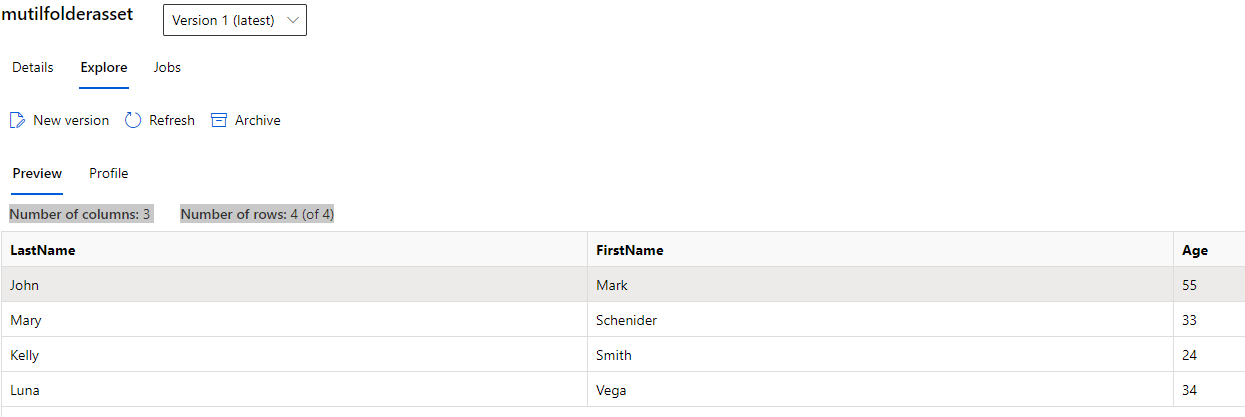 mutilfolderasset Version 1 (latest)
Details Explore Jobs
New version Refresh Archive
Preview Profile
Number of columns: 3 Number of rows: 4 (of 4)
LastName FirstName Age
John Mark 55
Mary Schenider 33
Kelly Smith 24
Luna Vega 34